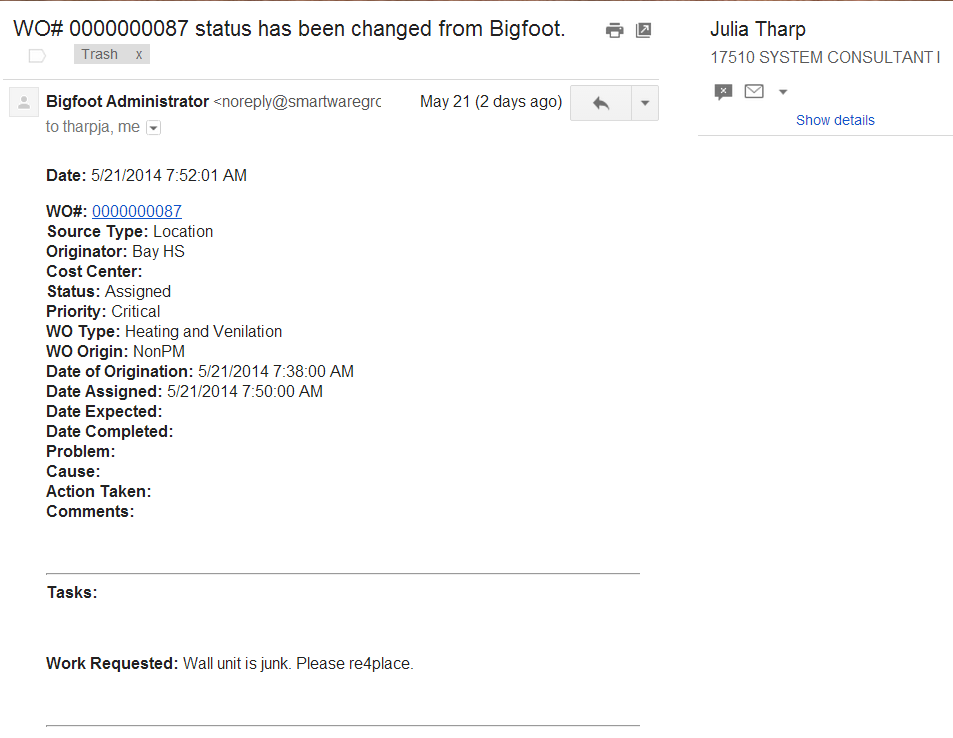 WO# 0000000087 status has been changed from Bigfoot.
Trash x
Bigfoot Administrator <noreply@smartwaregrc May 21 (2 days ago)
to tharpja, me
Date: 5/21/2014 7:52:01 AM
WO#: 0000000087
Source Type: Location
Originator: Bay HS
Cost Center:
Status: Assigned
Priority: Critical
WO Type: Heating and Venilation
WO Origin: NonPM
Date of Origination: 5/21/2014 7:38:00 AM
Date Assigned: 5/21/2014 7:50:00 AM
Date Expected:
Date Completed:
Problem:
Cause:
Action Taken:
Comments:
Tasks:
Work Requested: Wall unit is junk. Please re4place.
Julia Tharp
17510 SYSTEM CONSULTANT I
Show details